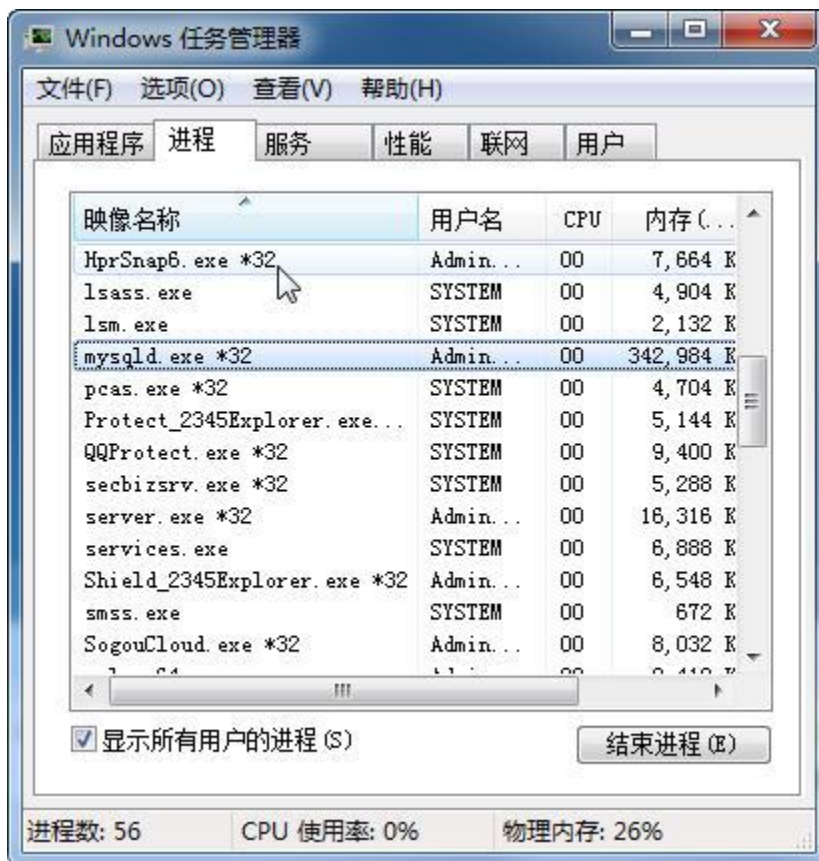 Windows 任务管理器
文件(F) 选项(O) 查看(V) 帮助(H)
应用程序 进程 服务 性能 联网 用户
映像名称 用户名 CPU 内存(...
HprSnap6.exe *32 Admin... 00 7,664 K
lsass.exe SYSTEM 00 4,904 K
lsm.exe SYSTEM 00 2,132 K
mysqld.exe *32 Admin... 00 342,984 K
pcas.exe *32 SYSTEM 00 4,704 K
Protect_2345Explorer.exe... SYSTEM 00 5,144 K
QQProtect.exe *32 SYSTEM 00 9,400 K
secbizsrv.exe *32 SYSTEM 00 5,288 K
server.exe *32 Admin... 00 16,316 K
services.exe SYSTEM 00 6,888 K
Shield_2345Explorer.exe *32 Admin... 00 6,548 K
smss.exe SYSTEM 00 672 K
SogouCloud.exe *32 Admin... 00 8,032 K
显示所有用户的进程(S) 结束进程(E)
进程数: 56 CPU 使用率: 0% 物理内存: 26%